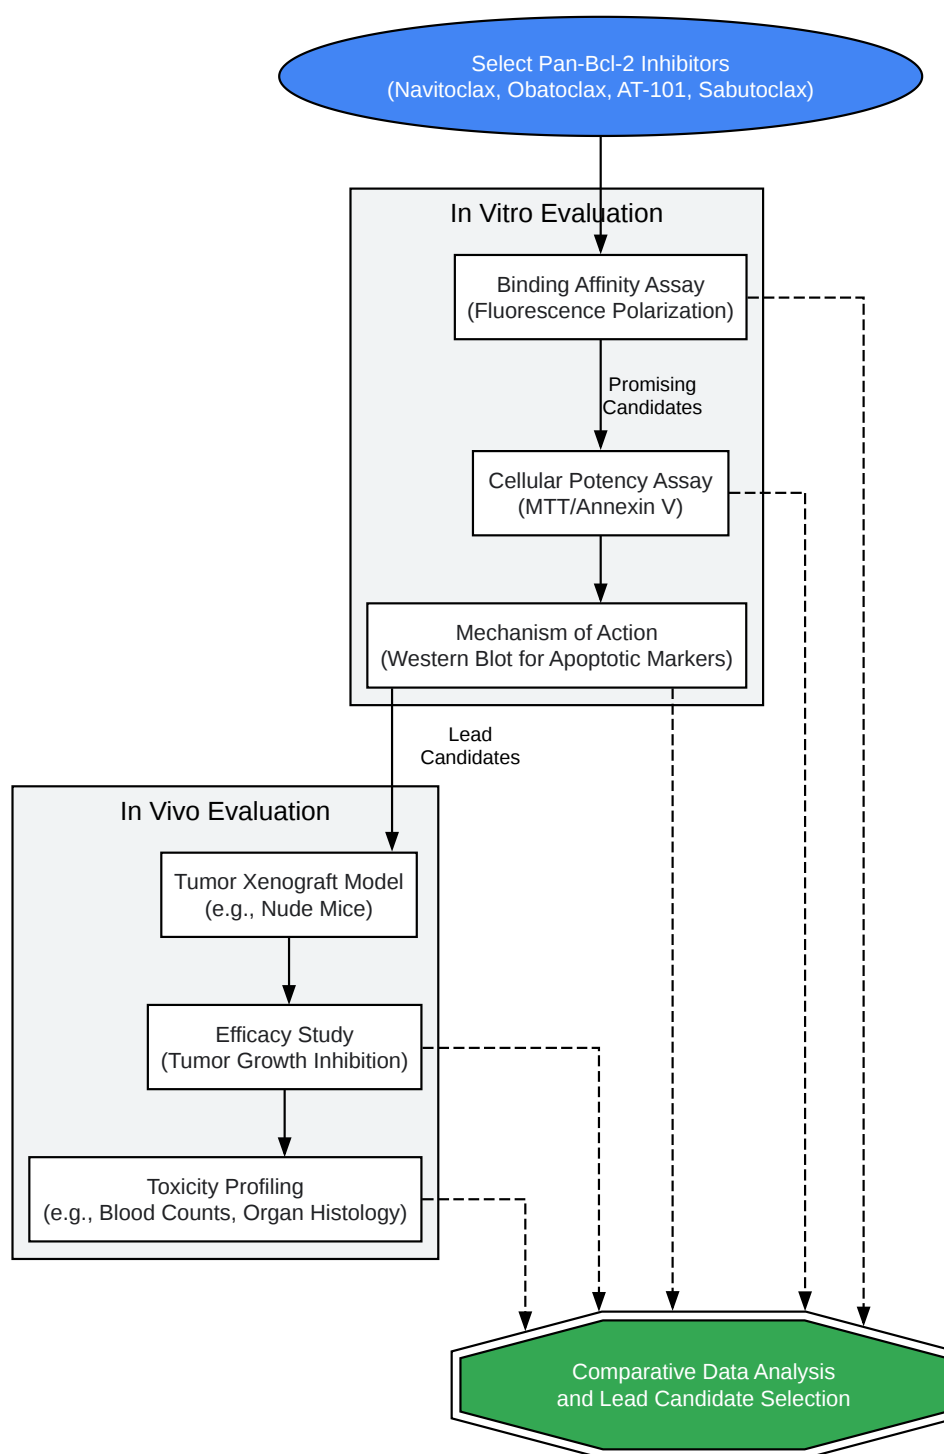 Select Pan-Bcl-2 Inhibitors
(Navitoclax, Obatoclax, AT-101, Sabutoclax)
In Vitro Evaluation
Binding Affinity Assay
(Fluorescence Polarization)
Promising
Candidates
Cellular Potency Assay
(MTT/Annexin V)
Mechanism of Action
(Western Blot for Apoptotic Markers)
Lead
Candidates
In Vivo Evaluation
Tumor Xenograft Model
(e.g., Nude Mice)
Efficacy Study
(Tumor Growth Inhibition)
Toxicity Profiling
(e.g., Blood Counts, Organ Histology)
Comparative Data Analysis
and Lead Candidate Selection